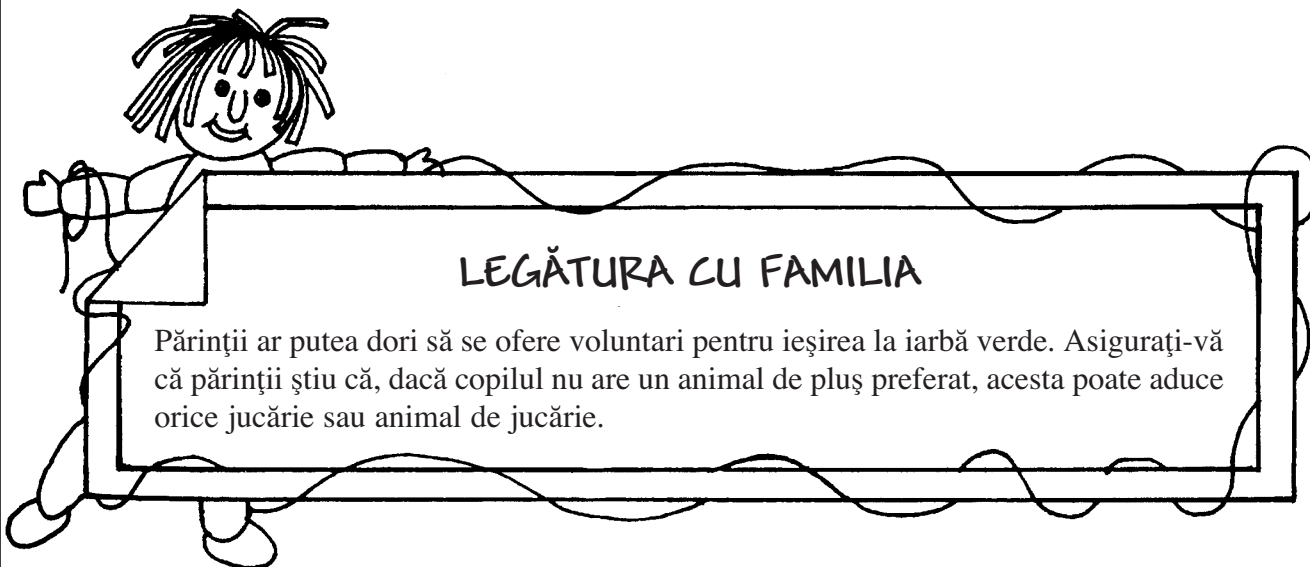 LEGĂTURA CU FAMILIA
Părinţii ar putea dori să se ofere voluntari pentru ieşirea la iarbă verde. Asiguraţi-vă
că părinţii ştiu că, dacă copilul nu are un animal de pluş preferat, acesta poate aduce
orice jucărie sau animal de jucărie.